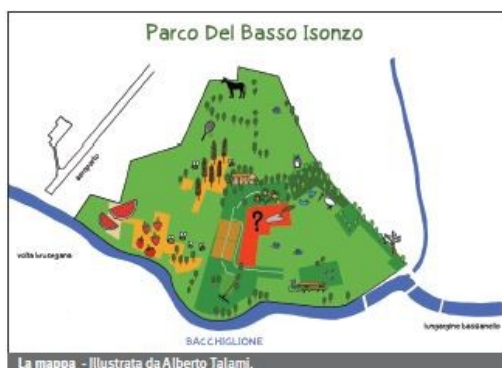 Parco Del Basso Isonzo
aeroporto
volta brusegana
?
BACCHIGLIONE
lungargine bassanello
La mappa - Illustrata da Alberto Talami.